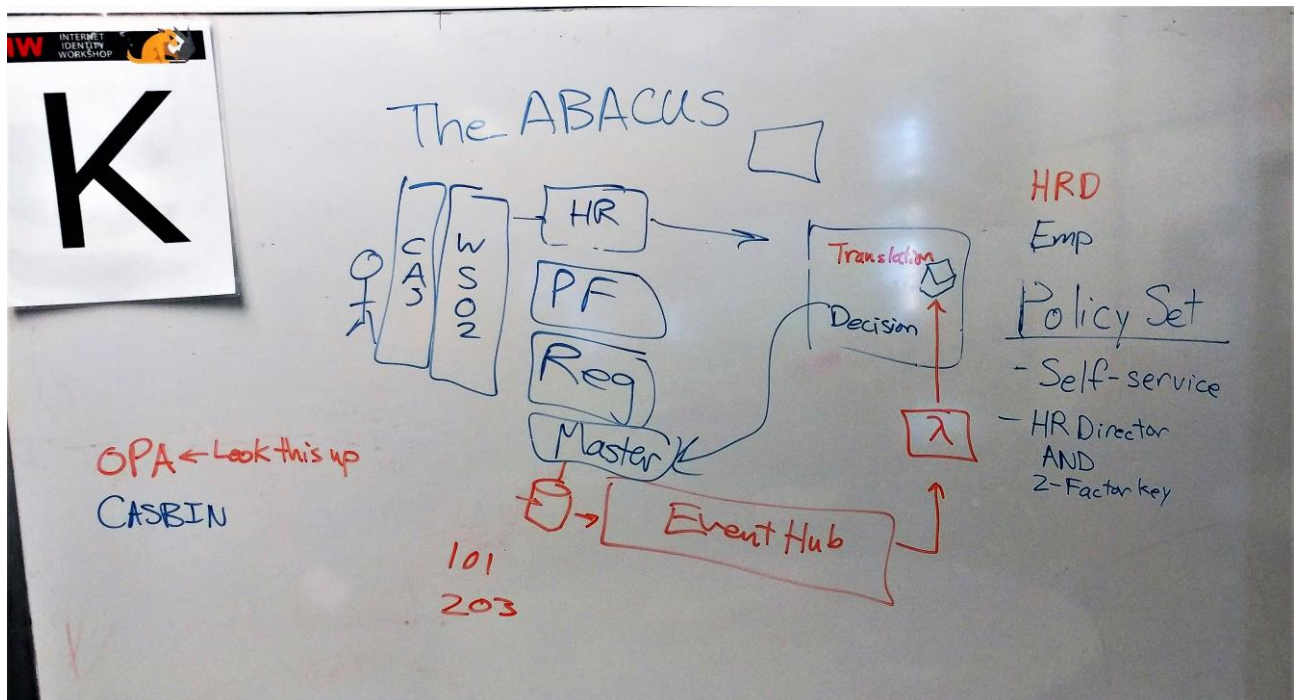 IW
INTERNET
IDENTITY
WORKSHOP
K
The ABACUS
CAS
WSO2
HR
PF
Reg
Master
Translation
Decision
λ
Event Hub
HRD
Emp
Policy Set
- Self-service
- HR Director
AND
2-Factor key
OPA ← Look this up
CASBIN
101
203